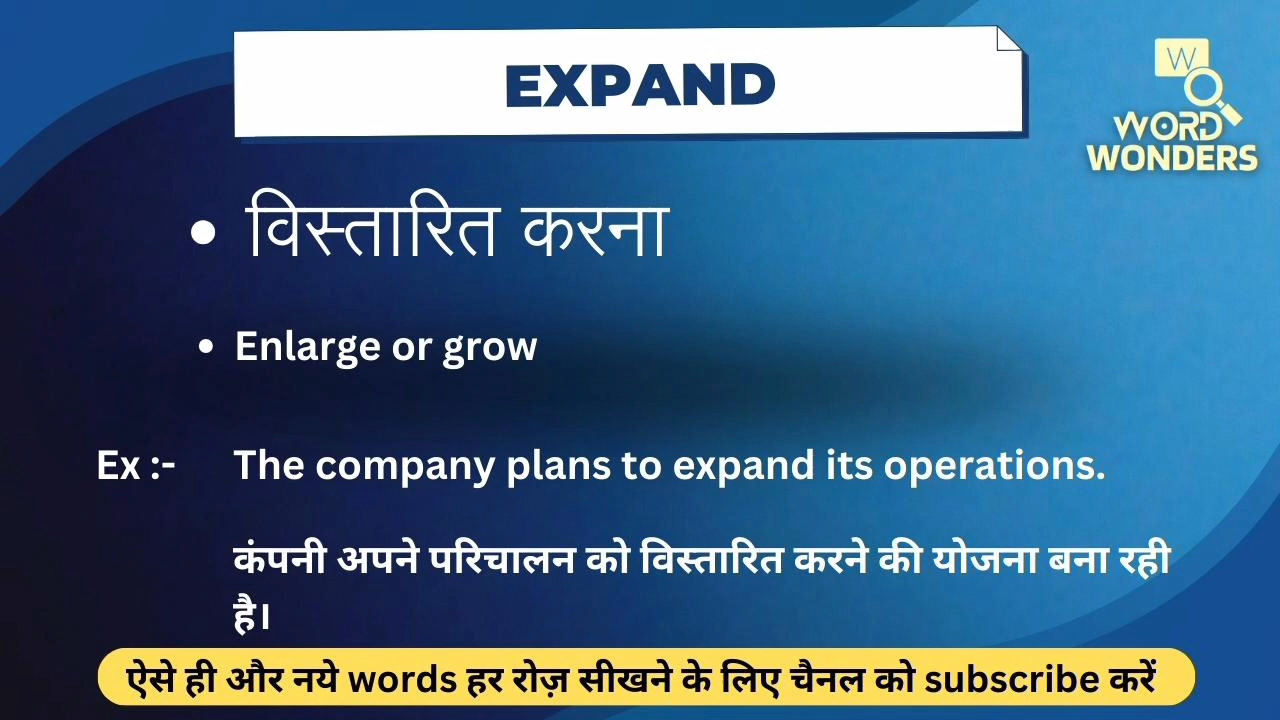 EXPAND
W
WORD
WONDERS
• विस्तारित करना
• Enlarge or grow
Ex :- The company plans to expand its operations.
कंपनी अपने परिचालन को विस्तारित करने की योजना बना रही
है।
ऐसे ही और नये words हर रोज़ सीखने के लिए चैनल को subscribe करें